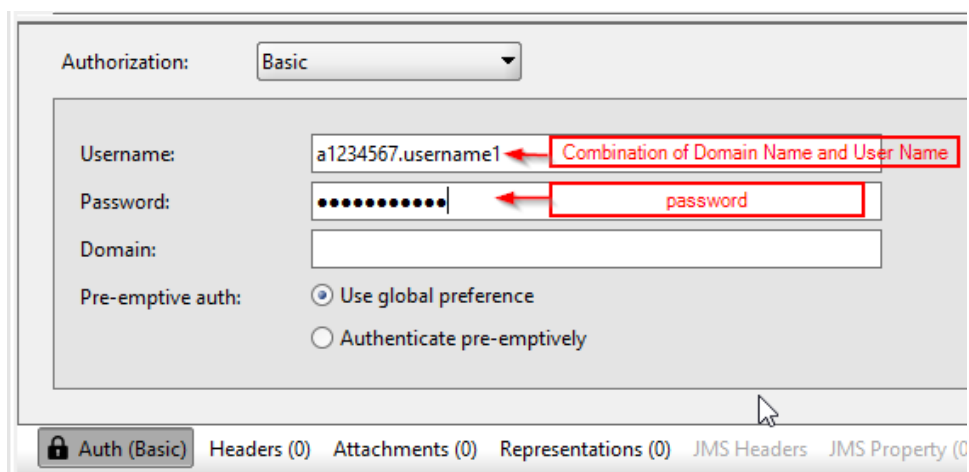 Authorization: Basic
Username: a1234567.username1 Combination of Domain Name and User Name
Password: ●●●●●●●●●●● password
Domain:
Pre-emptive auth: Use global preference
Authenticate pre-emptively
Auth (Basic) Headers (0) Attachments (0) Representations (0) JMS Headers JMS Property (0